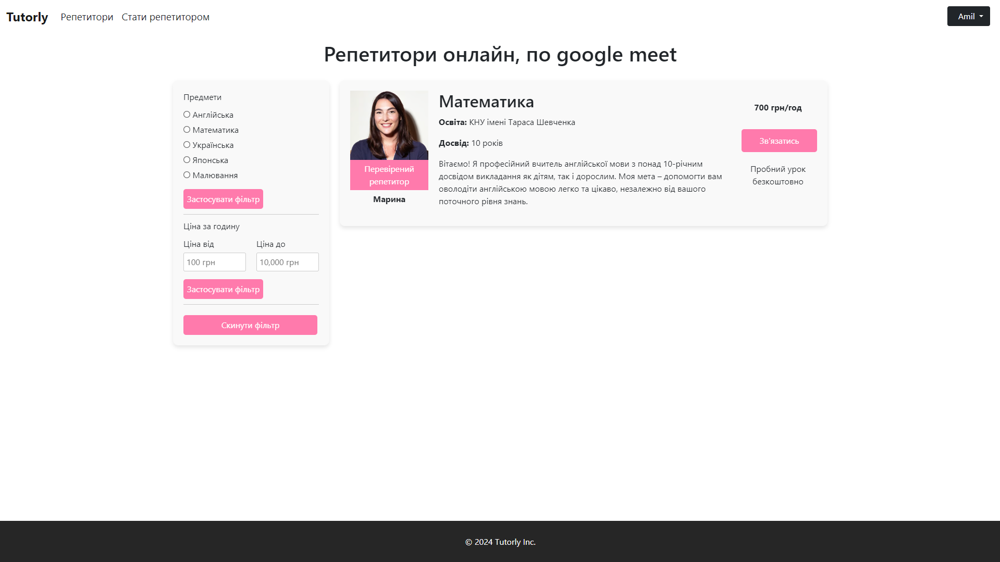 Tutorly
Репетитори
Стати репетитором
Amil
Репетитори онлайн, по google meet
Предмети
Англійська
Математика
Українська
Японська
Малювання
Застосувати фільтр
Ціна за годину
Ціна від
Ціна до
100 грн
10,000 грн
Застосувати фільтр
Скинути фільтр
Перевірений
репетитор
Марина
Математика
Освіта: КНУ імені Тараса Шевченка
Досвід: 10 років
Вітаємо! Я професійний вчитель англійської мови з понад 10-річним
досвідом викладання як дітям, так і дорослим. Моя мета – допомогти вам
оволодіти англійською мовою легко та цікаво, незалежно від вашого
поточного рівня знань.
700 грн/год
Зв'язатись
Пробний урок
безкоштовно
© 2024 Tutorly Inc.